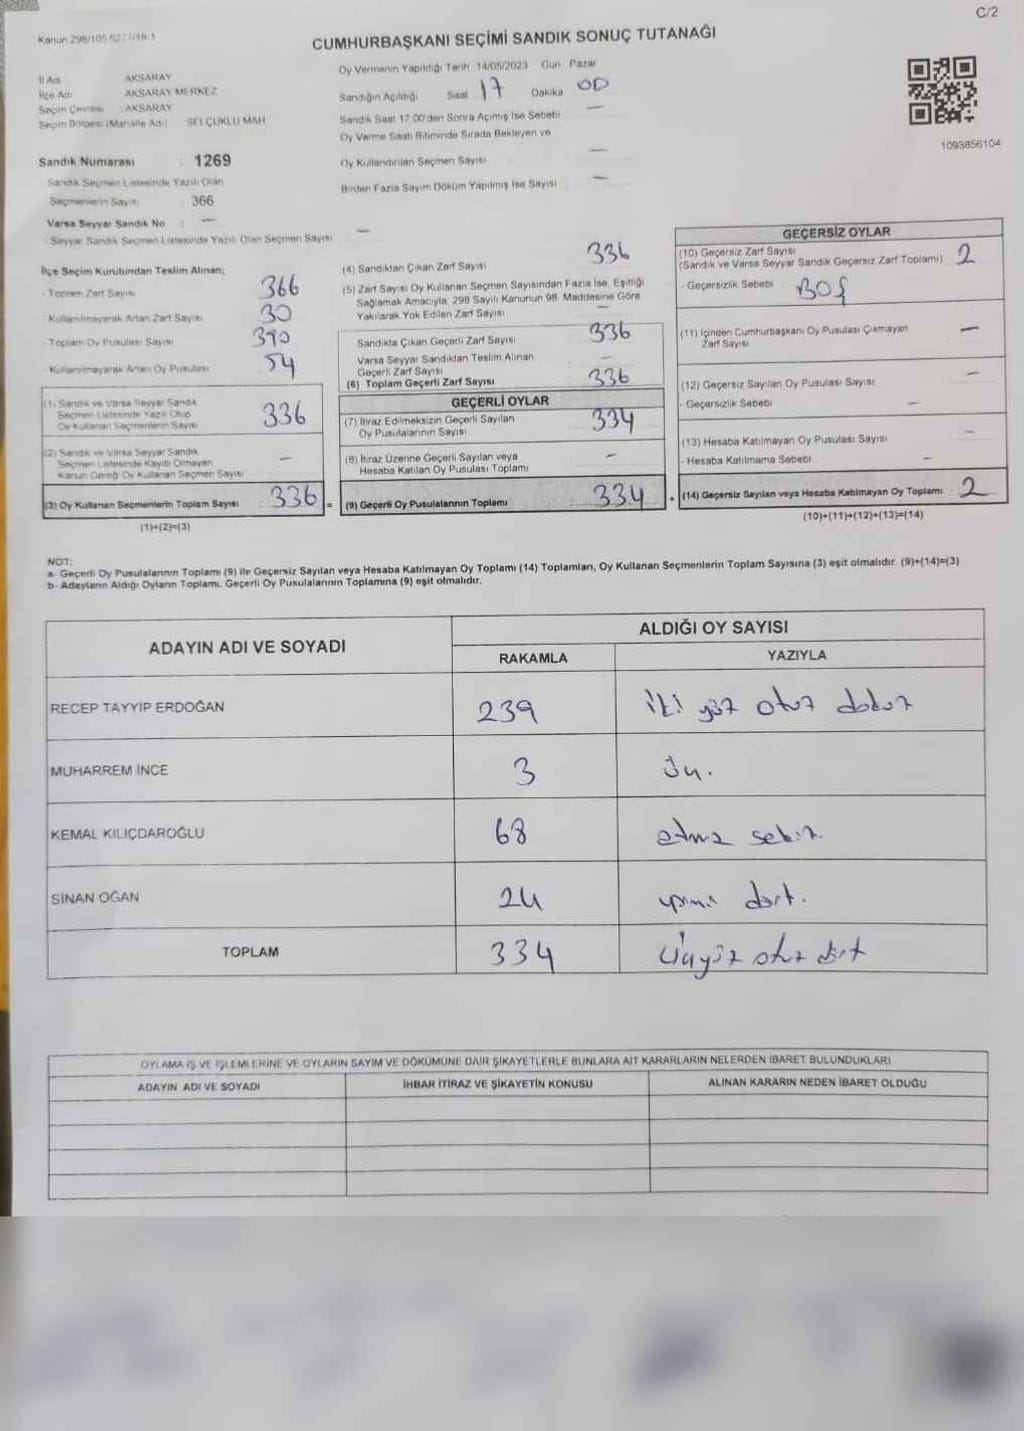 C/2
CUMHURBAŞKANI SEÇİMİ SANDIK SONUÇ TUTANAĞI
Oy Vermenin Yapıldığı Tarih :14/05/2023 Gün Pazar
Sandığın Açıldığı Saat 17 Dakika 00
Sandık Saat 17.00'den Sonra Açılmış İse Sebebi —
Oy Verme Saati Bitiminde Sırada Bekleyen ve
Oy Kullandırılan Seçmen Sayısı —
Birden Fazla Sayım Döküm Yapılmış İse Sayısı —
1093856104
İl Adı : AKSARAY
İlçe Adı : AKSARAY MERKEZ
Seçim Çevresi : AKSARAY
Seçim Bölgesi (Mahalle Adı) : SELÇUKLU MAH
Sandık Numarası : 1269
Sandık Seçmen Listesinde Yazılı Olan
Seçmenlerin Sayısı : 366
Varsa Seyyar Sandık No : —
- Seyyar Sandık Seçmen Listesinde Yazılı Olan Seçmen Sayısı —
İlçe Seçim Kurulundan Teslim Alınan;
- Toplam Zarf Sayısı 366
Kullanılmayarak Artan Zarf Sayısı 30
- Toplam Oy Pusulası Sayısı 390
- Kullanılmayarak Artan Oy Pusulası 54
(1) Sandık ve Varsa Seyyar Sandık
Seçmen Listesinde Yazılı Olup
Oy Kullanan Seçmenlerin Sayısı 336
(2) Sandık ve Varsa Seyyar Sandık
Seçmen Listesinde Kayıtlı Olmayan
Kanun Gereği Oy Kullanan Seçmen Sayısı —
(3) Oy Kullanan Seçmenlerin Toplam Sayısı : 336 =
(1)+(2)=(3)
(4) Sandıktan Çıkan Zarf Sayısı 336
(5) Zarf Sayısı Oy Kullanan Seçmen Sayısından Fazla İse, Eşitliği
Sağlamak Amacıyla, 298 Sayılı Kanunun 98. Maddesine Göre
Yakılarak Yok Edilen Zarf Sayısı —
Sandıkta Çıkan Geçerli Zarf Sayısı 336
Varsa Seyyar Sandıktan Teslim Alınan
Geçerli Zarf Sayısı —
(6) Toplam Geçerli Zarf Sayısı 336
GEÇERLİ OYLAR
(7) İtiraz Edilmeksizin Geçerli Sayılan
Oy Pusulalarının Sayısı 334
(8) İtiraz Üzerine Geçerli Sayılan veya
Hesaba Katılan Oy Pusulası Toplamı —
(9) Geçerli Oy Pusulalarının Toplamı : 334 +
GEÇERSİZ OYLAR
(10) Geçersiz Zarf Sayısı
(Sandık ve Varsa Seyyar Sandık Geçersiz Zarf Toplamı) 2
- Geçersizlik Sebebi : BOŞ
(11) İçinden Cumhurbaşkanı Oy Pusulası Çıkmayan
Zarf Sayısı —
(12) Geçersiz Sayılan Oy Pusulası Sayısı —
- Geçersizlik Sebebi —
(13) Hesaba Katılmayan Oy Pusulası Sayısı —
- Hesaba Katılmama Sebebi —
(14) Geçersiz Sayılan veya Hesaba Katılmayan Oy Toplamı : 2
(10)+(11)+(12)+(13)=(14)
NOT:
a- Geçerli Oy Pusulalarının Toplamı (9) ile Geçersiz Sayılan veya Hesaba Katılmayan Oy Toplamı (14) Toplamları, Oy Kullanan Seçmenlerin Toplam Sayısına (3) eşit olmalıdır. (9)+(14)=(3)
b- Adayların Aldığı Oyların Toplamı, Geçerli Oy Pusulalarının Toplamına (9) eşit olmalıdır.
ADAYIN ADI VE SOYADI
ALDIĞI OY SAYISI
RAKAMLA YAZIYLA
RECEP TAYYİP ERDOĞAN 239 iki yüz otuz dokuz
MUHARREM İNCE 3 Üç.
KEMAL KILIÇDAROĞLU 68 altmış sekiz.
SİNAN OĞAN 24 yirmi dört.
TOPLAM 334 üçyüz otuz dört
OYLAMA İŞ VE İŞLEMLERİNE VE OYLARIN SAYIM VE DÖKÜMÜNE DAİR ŞİKAYETLERLE BUNLARA AİT KARARLARIN NELERDEN İBARET BULUNDUKLARI
ADAYIN ADI VE SOYADI İHBAR İTİRAZ VE ŞİKAYETİN KONUSU ALINAN KARARIN NEDEN İBARET OLDUĞU